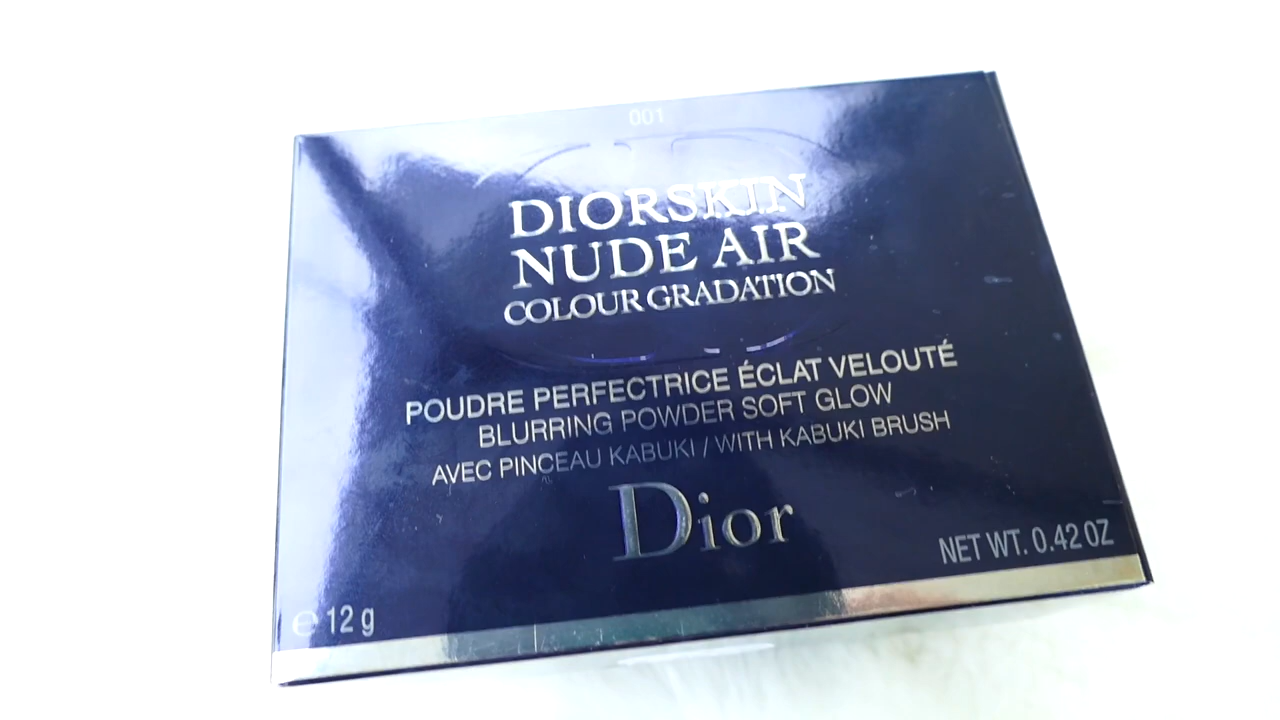 001
DIORSKIN
NUDE AIR
COLOUR GRADATION
POUDRE PERFECTRICE ÉCLAT VELOUTÉ
BLURRING POWDER SOFT GLOW
AVEC PINCEAU KABUKI / WITH KABUKI BRUSH
Dior
NET WT. 0.42 OZ
℮ 12 g